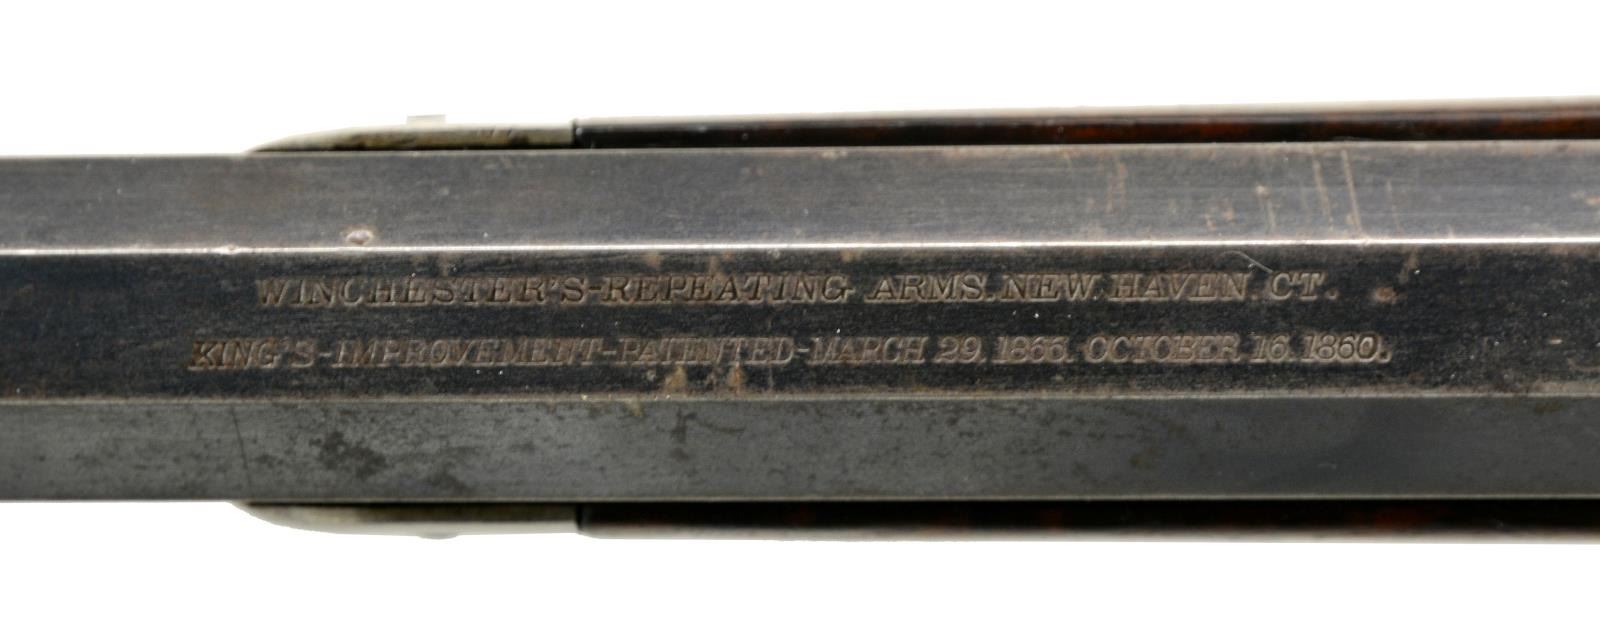 WINCHESTER'S-REPEATING ARMS. NEW HAVEN. CT.
KING'S-IMPROVEMENT-PATENTED-MARCH 29. 1866. OCTOBER 16. 1860.